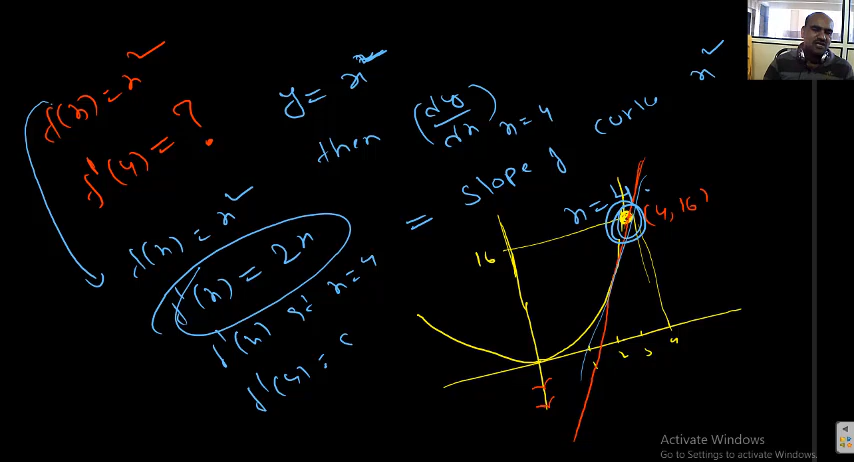 f(x) = x²
f'(4) = ?
y = x²
then (dy/dx) x=4
= slope of curve x²
x=4.
f(x) = x²
f'(x) = 2x
f'(x) at x=4
f'(4) =
(4,16)
16
1 2 3 4
Activate Windows
Go to Settings to activate Windows.